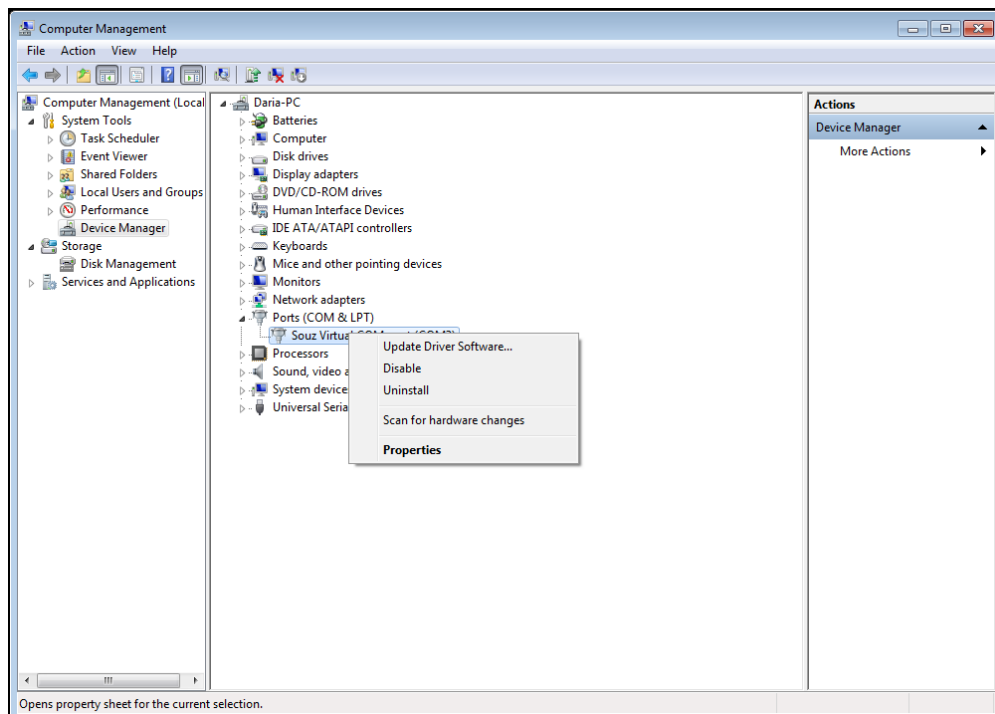 Computer Management
File Action View Help
Computer Management (Local
System Tools
Task Scheduler
Event Viewer
Shared Folders
Local Users and Groups
Performance
Device Manager
Storage
Disk Management
Services and Applications
Daria-PC
Batteries
Computer
Disk drives
Display adapters
DVD/CD-ROM drives
Human Interface Devices
IDE ATA/ATAPI controllers
Keyboards
Mice and other pointing devices
Monitors
Network adapters
Ports (COM & LPT)
Souz Virtua
Processors
Sound, video a
System device
Universal Seria
Update Driver Software...
Disable
Uninstall
Scan for hardware changes
Properties
Actions
Device Manager
More Actions
Opens property sheet for the current selection.